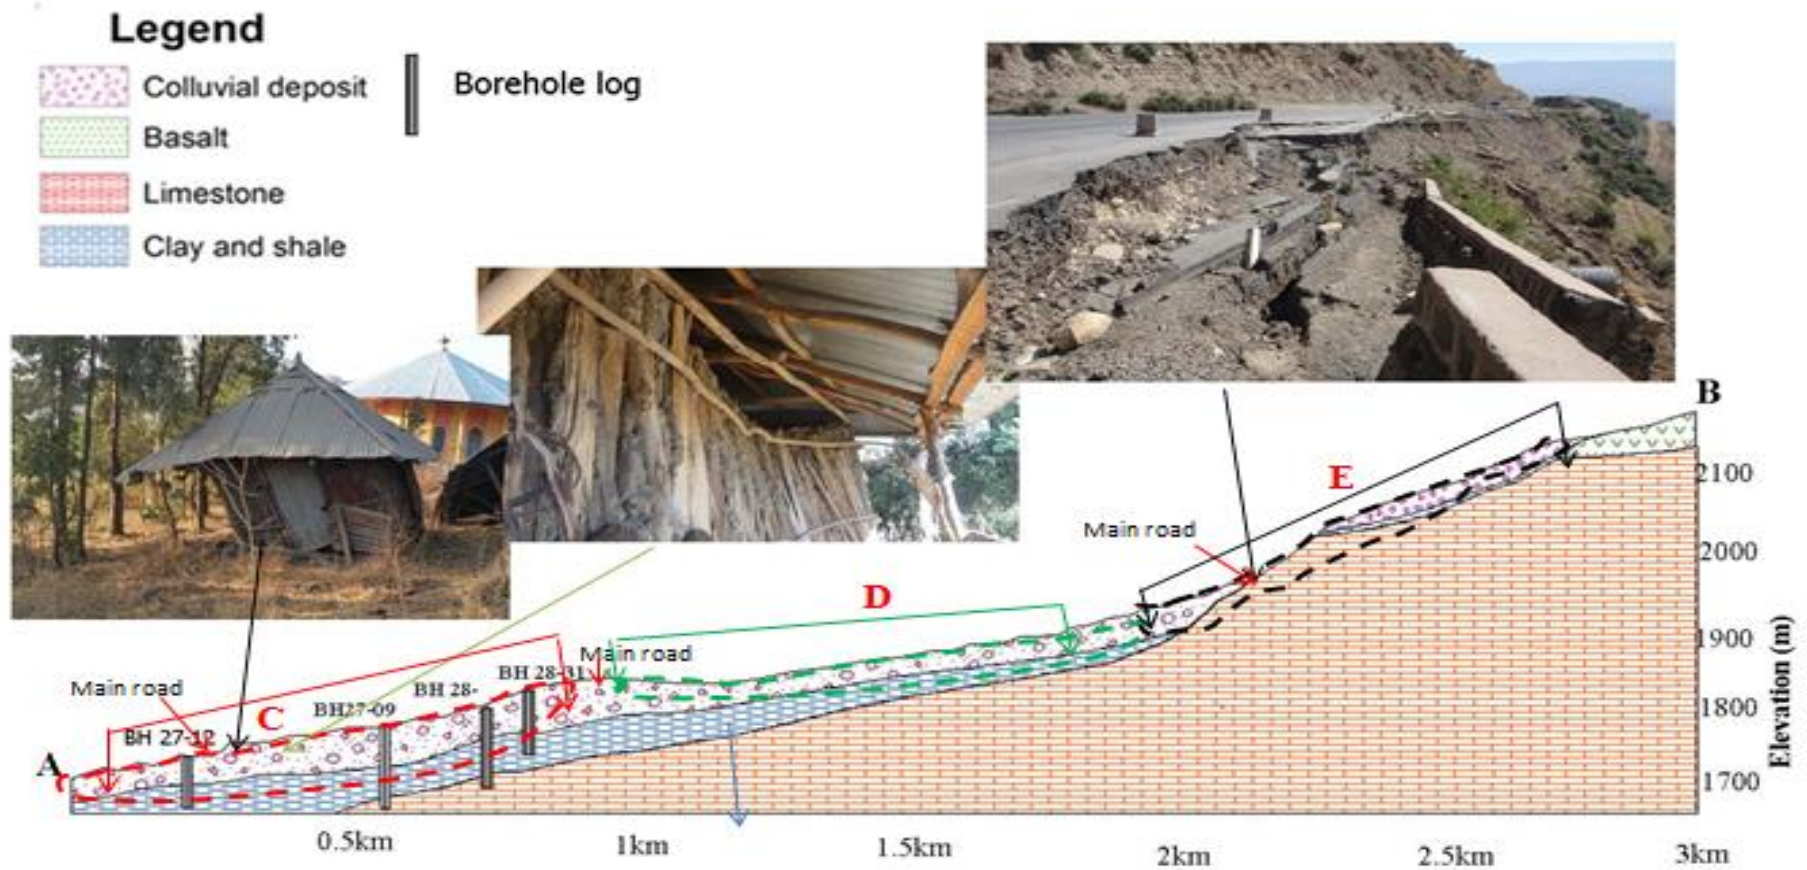 Legend
Colluvial deposit
Borehole log
Basalt
Limestone
Clay and shale
B
2100
E
Main road
2000
D
1900
Elevation (m)
Main road
BH 28-31
Main road
BH 28-
C
BH27-09
1800
BH 27-12
A
1700
0.5km
1km
1.5km
2km
2.5km
3km